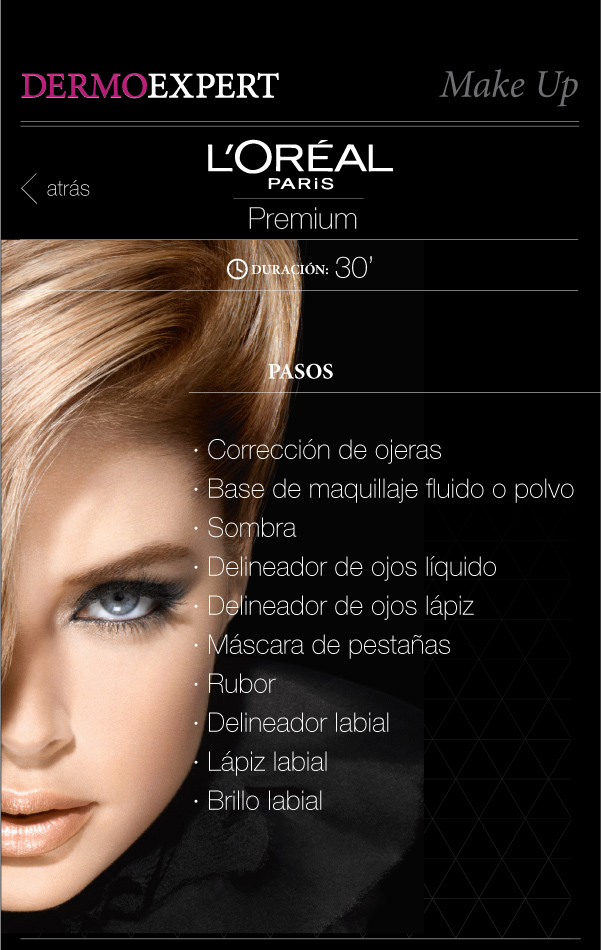 DERMOEXPERT
Make Up
L'ORÉAL
PARiS
atrás
Premium
DURACIÓN: 30'
PASOS
· Corrección de ojeras
· Base de maquillaje fluido o polvo
· Sombra
· Delineador de ojos líquido
· Delineador de ojos lápiz
· Máscara de pestañas
· Rubor
· Delineador labial
· Lápiz labial
· Brillo labial